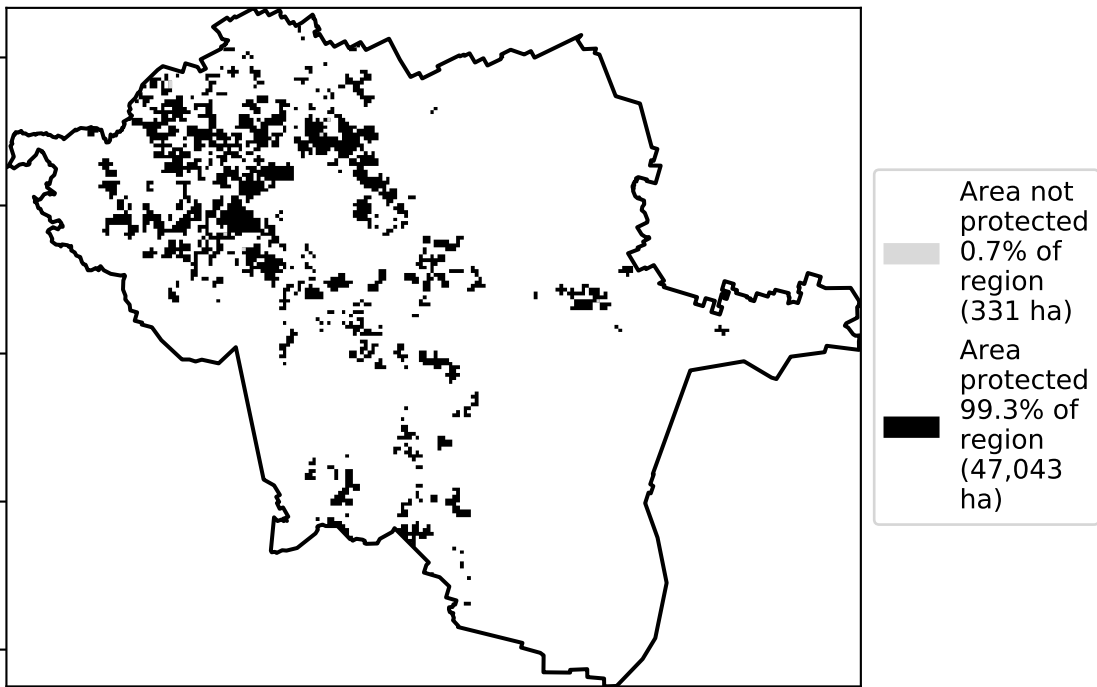 Area not
protected
0.7% of
region
(331 ha)
Area
protected
99.3% of
region
(47,043
ha)